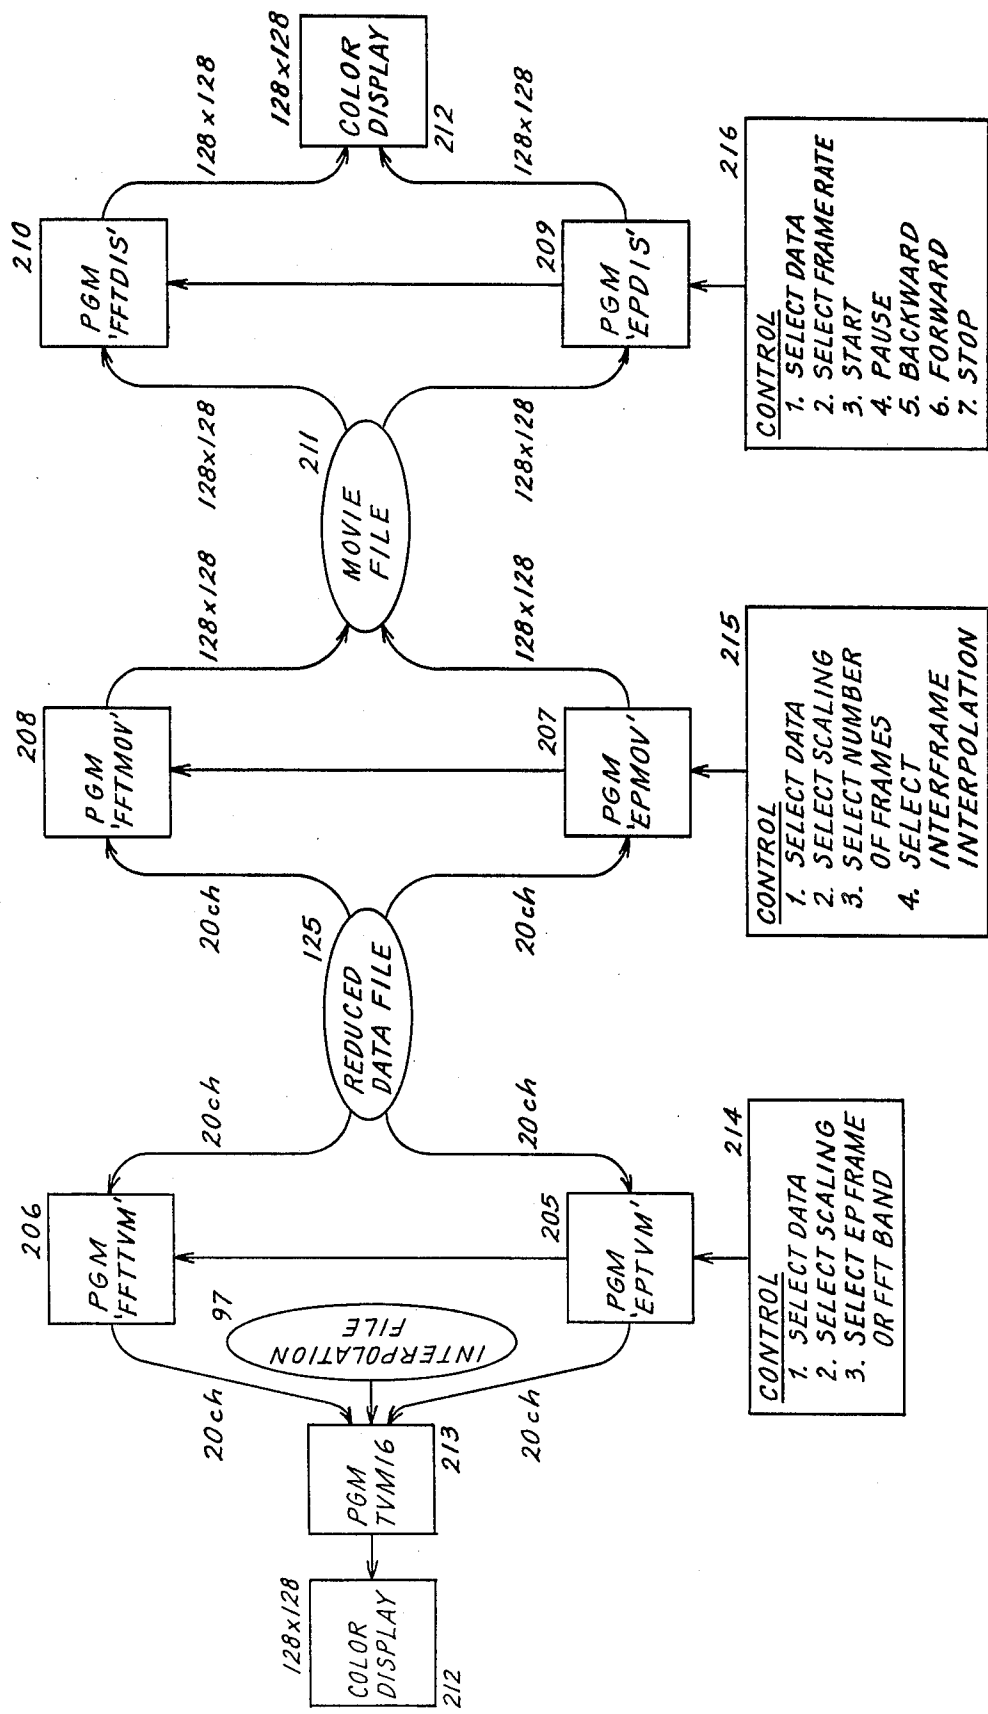 206
PGM
'FFTTVM'
20ch
20ch
97
INTERPOLATION
FILE
128x128
COLOR
DISPLAY
212
PGM
TVM16
213
20ch
20ch
205
PGM
'EPTVM'
214
CONTROL
1. SELECT DATA
2. SELECT SCALING
3. SELECT EP FRAME
OR FFT BAND
125
REDUCED
DATA FILE
208
PGM
'FFTMOV'
20ch
128x128
20ch
128x128
207
PGM
'EPMOV'
215
CONTROL
1. SELECT DATA
2. SELECT SCALING
3. SELECT NUMBER
OF FRAMES
4. SELECT
INTERFRAME
INTERPOLATION
211
MOVIE
FILE
210
PGM
'FFTDIS'
128x128
128x128
128x128
COLOR
DISPLAY
212
128x128
128x128
209
PGM
'EPDIS'
216
CONTROL
1. SELECT DATA
2. SELECT FRAME RATE
3. START
4. PAUSE
5. BACKWARD
6. FORWARD
7. STOP